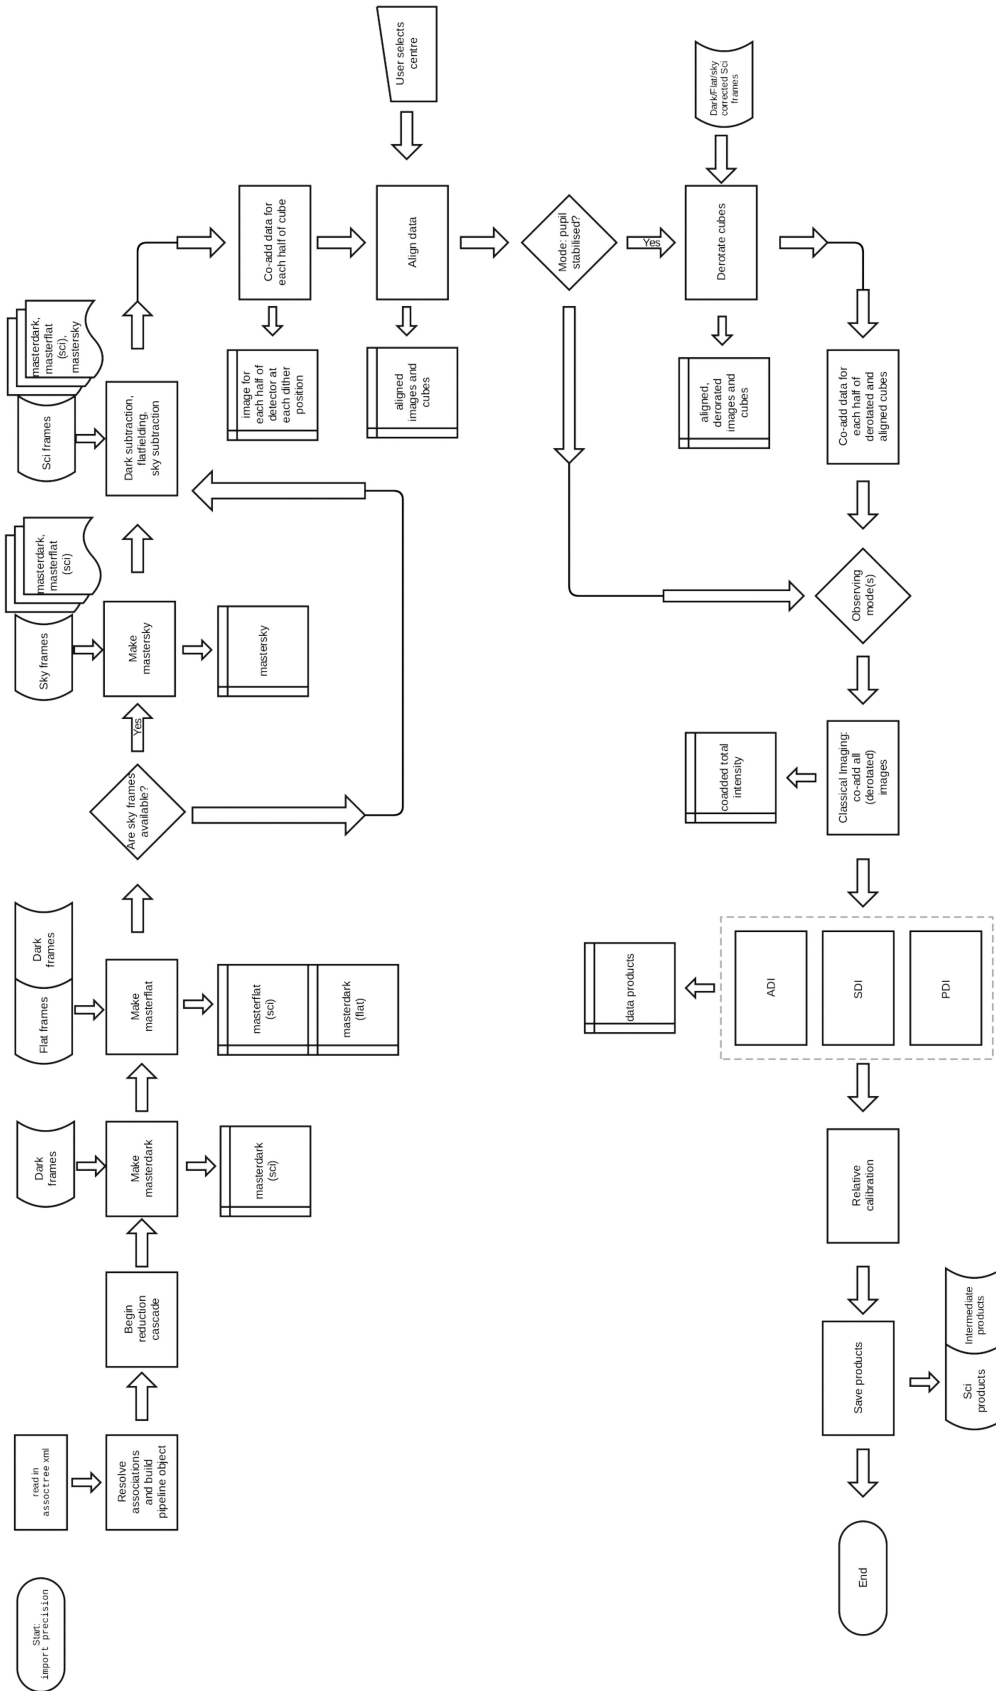 Start:
import precision
read in
assoctree xml
Resolve
associations
and build
pipeline object
Begin
reduction
cascade
Dark
frames
Make
masterdark
masterdark
(sci)
Flat frames
Dark
frames
Make
masterflat
masterflat
(sci)
masterdark
(flat)
Are sky frames
available?
Yes
Sky frames
masterdark,
masterflat
(sci)
Make
mastersky
mastersky
Sci frames
masterdark,
masterflat
(sci),
mastersky
Dark subtraction,
flatfielding,
sky subtraction
Co-add data for
each half of cube
image for
each half of
detector at
each dither
position
User selects
centre
Align data
aligned
images and
cubes
Mode: pupil
stabilised?
Yes
Dark/Flat/sky
corrected Sci
frames
Derotate cubes
aligned,
derorated
images and
cubes
Co-add data for
each half of
derotated and
aligned cubes
Observing
mode(s)
Classical Imaging:
co-add all
(derotated)
images
coadded total
intensity
ADI
SDI
PDI
data products
Relative
calibration
Save products
Sci
products
Intermediate
products
End